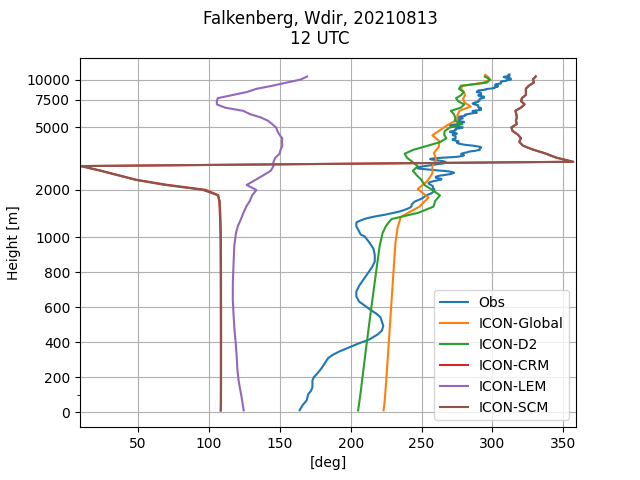 Falkenberg, Wdir, 20210813
12 UTC
10000
7500
5000
2000
1000
800
600
400
200
0
Height [m]
50
100
150
200
250
300
350
[deg]
Obs
ICON-Global
ICON-D2
ICON-CRM
ICON-LEM
ICON-SCM